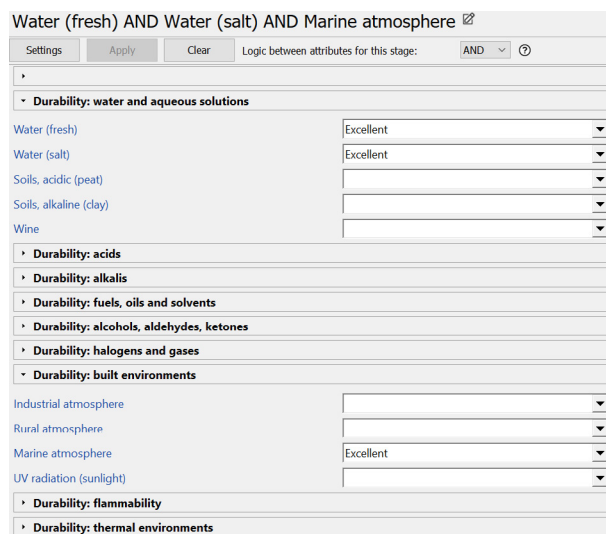 Water (fresh) AND Water (salt) AND Marine atmosphere
Settings Apply Clear Logic between attributes for this stage: AND
Durability: water and aqueous solutions
Water (fresh) Excellent
Water (salt) Excellent
Soils, acidic (peat)
Soils, alkaline (clay)
Wine
Durability: acids
Durability: alkalis
Durability: fuels, oils and solvents
Durability: alcohols, aldehydes, ketones
Durability: halogens and gases
Durability: built environments
Industrial atmosphere
Rural atmosphere
Marine atmosphere Excellent
UV radiation (sunlight)
Durability: flammability
Durability: thermal environments